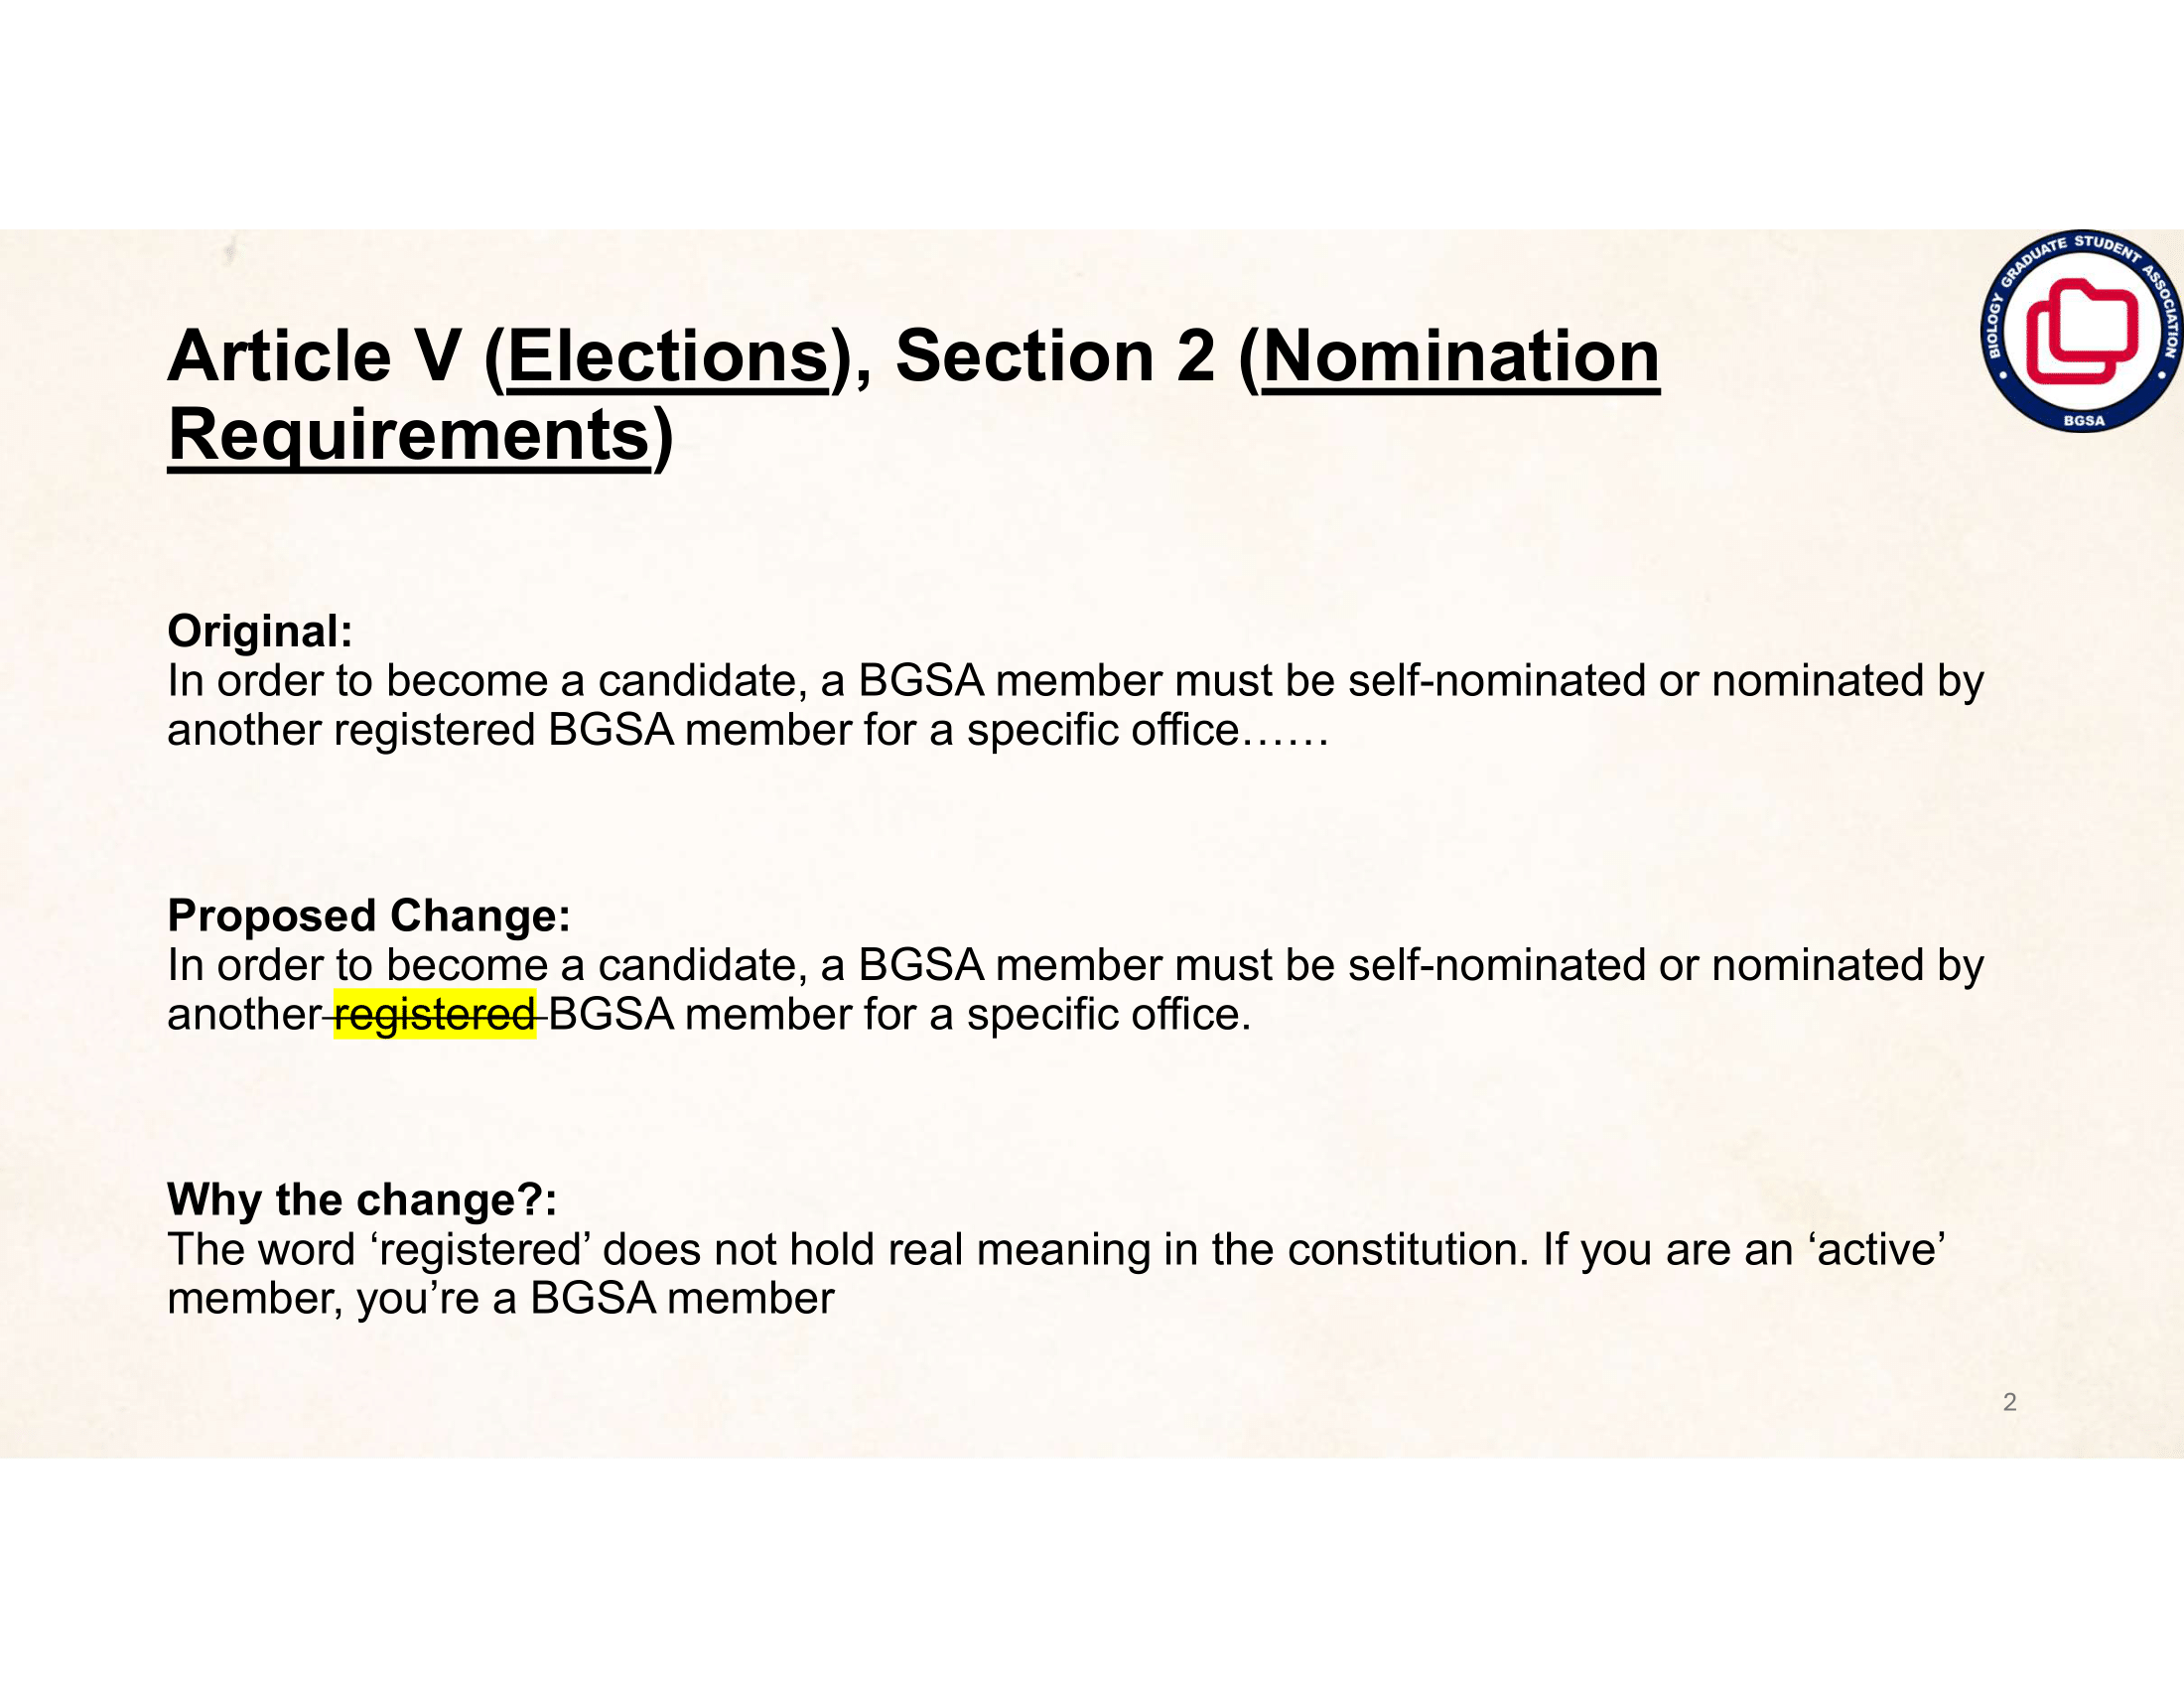 BIOLOGY GRADUATE STUDENT ASSOCIATION
BGSA
Article V (Elections), Section 2 (Nomination
Requirements)
Original:
In order to become a candidate, a BGSA member must be self-nominated or nominated by
another registered BGSA member for a specific office……
Proposed Change:
In order to become a candidate, a BGSA member must be self-nominated or nominated by
another registered BGSA member for a specific office.
Why the change?:
The word ‘registered’ does not hold real meaning in the constitution. If you are an ‘active’
member, you’re a BGSA member
2